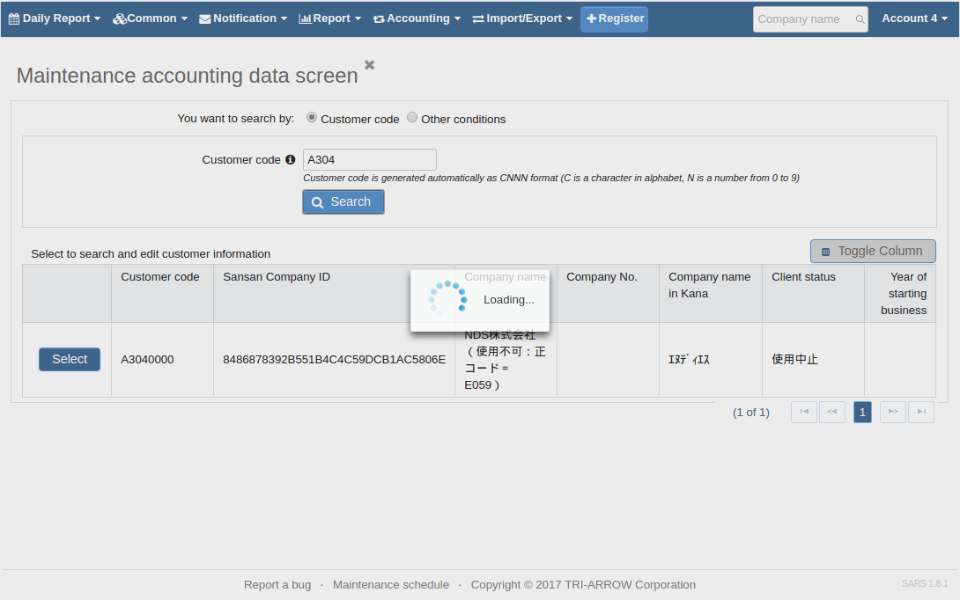 Daily Report Common Notification Report Accounting Import/Export Register Company name Account 4
Maintenance accounting data screen
You want to search by: Customer code Other conditions
Customer code A304
Customer code is generated automatically as CNNN format (C is a character in alphabet, N is a number from 0 to 9)
Search
Select to search and edit customer information Toggle Column
Customer code Sansan Company ID Company name Company No. Company name Client status Year of
in Kana starting
business
Loading...
Select A3040000 8486878392B551B4C4C59DCB1AC5806E NDS株式会社 ｴﾇﾃﾞｨｴｽ 使用中止
（使用不可：正
コード＝
E059）
(1 of 1) 1
Report a bug · Maintenance schedule · Copyright © 2017 TRI-ARROW Corporation SARS 1.8.1